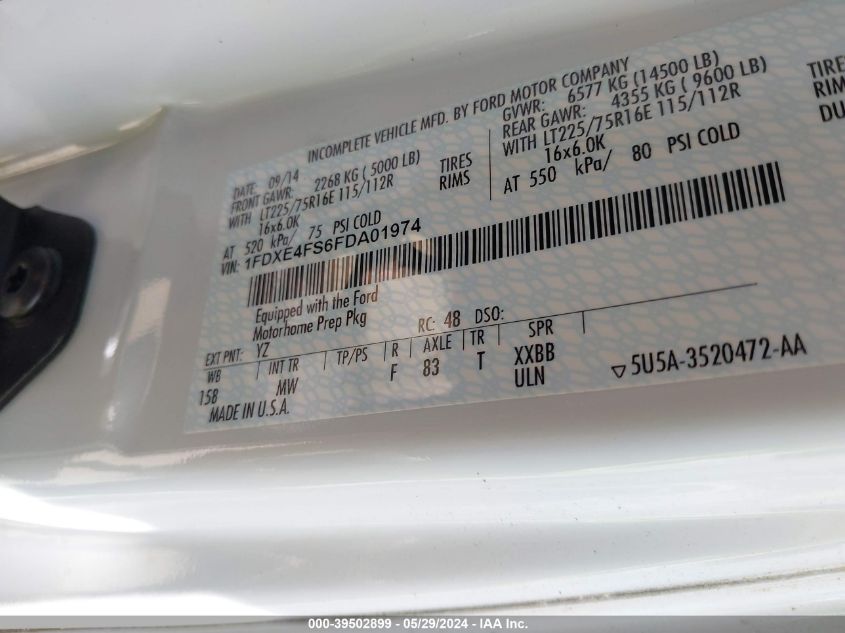 INCOMPLETE VEHICLE MFD. BY FORD MOTOR COMPANY
DATE: 09/14
GVWR: 6577 KG (14500 LB)
FRONT GAWR: 2268 KG (5000 LB)
REAR GAWR: 4355 KG (9600 LB)
WITH LT225/75R16E 115/112R TIRES
WITH LT225/75R16E 115/112R TIRE
16x6.0K RIMS
16x6.0K RIM
AT 520 kPa/ 75 PSI COLD
AT 550 kPa/ 80 PSI COLD DU
VIN: 1FDXE4FS6FDA01974
Equipped with the Ford
Motorhome Prep Pkg
EXT PNT: YZ RC: 48 DSO:
WB INT TR TP/PS R AXLE TR SPR
158 MW F 83 T XXBB
ULN
MADE IN U.S.A.
▽5U5A-3520472-AA
000-39502899 - 05/29/2024 - IAA Inc.